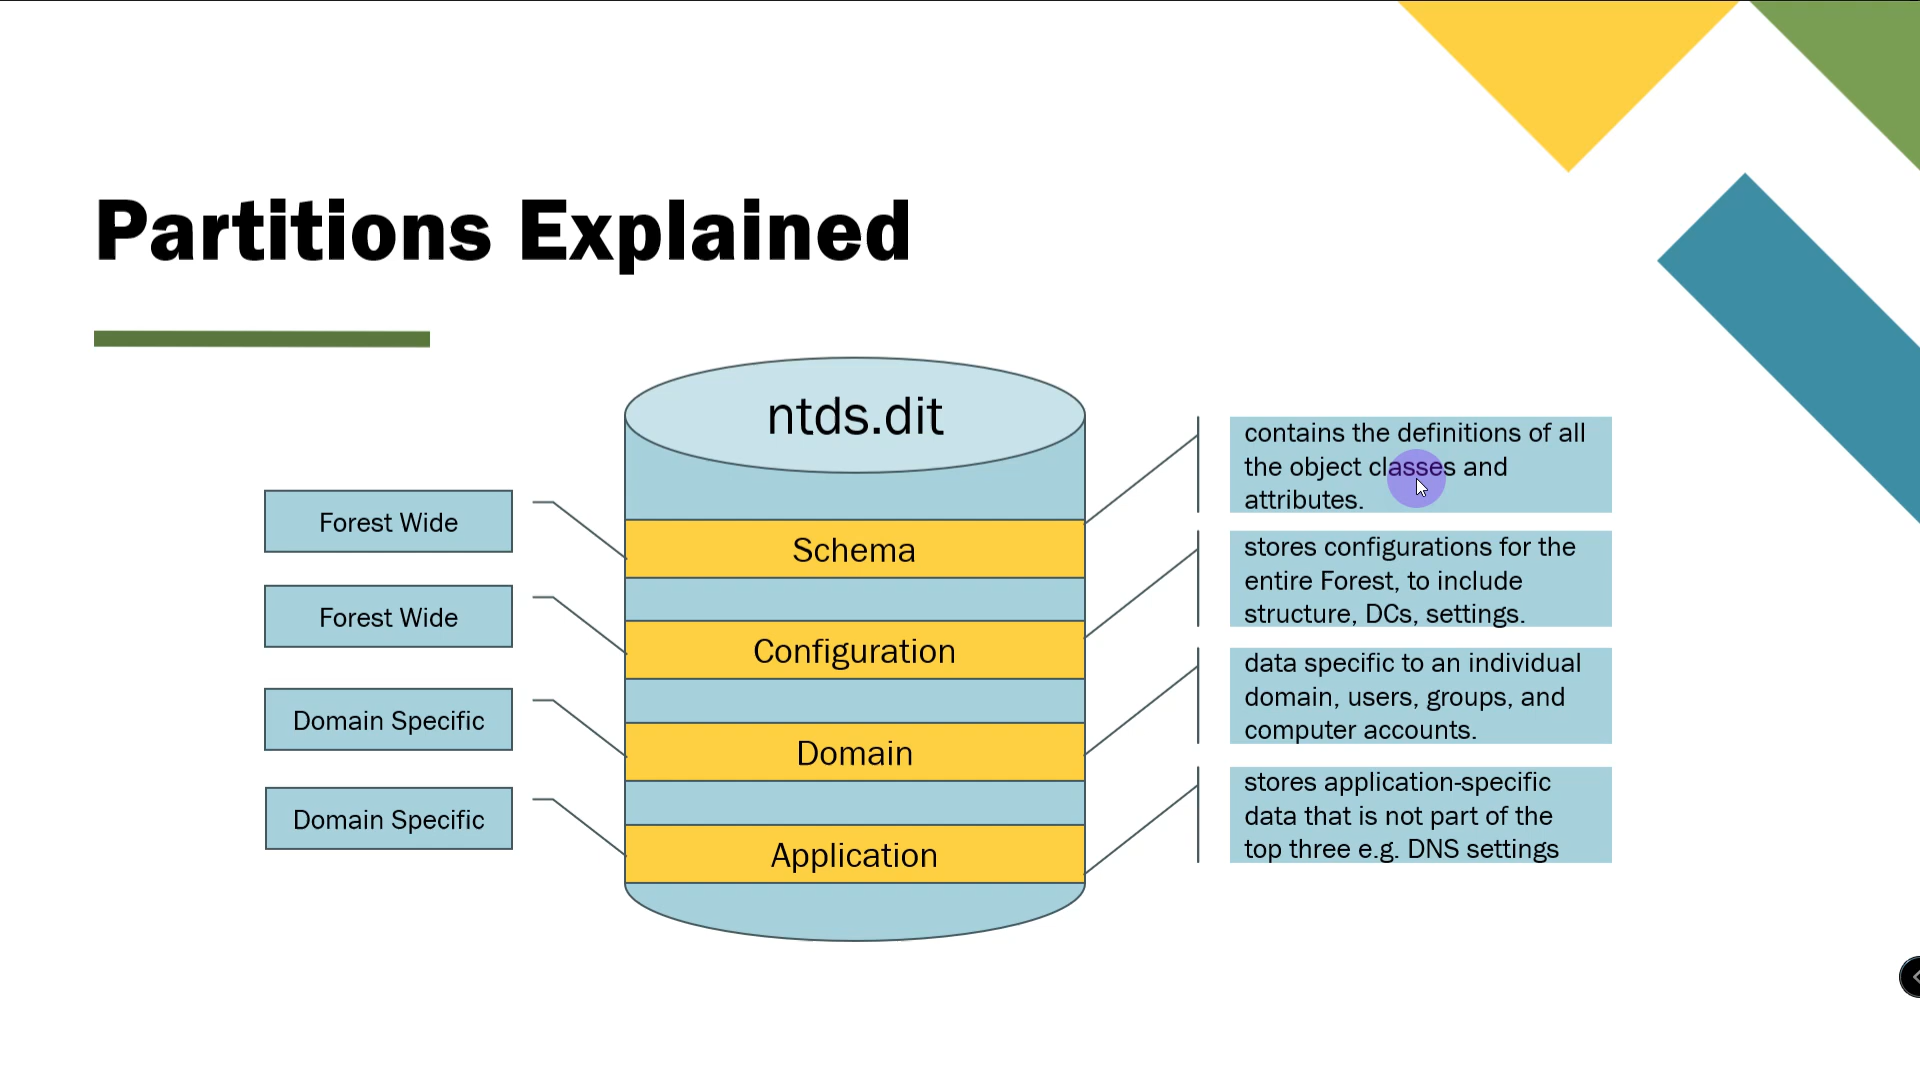 Partitions Explained
ntds.dit
Forest Wide
Schema
contains the definitions of all
the object classes and
attributes.
Forest Wide
Configuration
stores configurations for the
entire Forest, to include
structure, DCs, settings.
Domain Specific
Domain
data specific to an individual
domain, users, groups, and
computer accounts.
Domain Specific
Application
stores application-specific
data that is not part of the
top three e.g. DNS settings